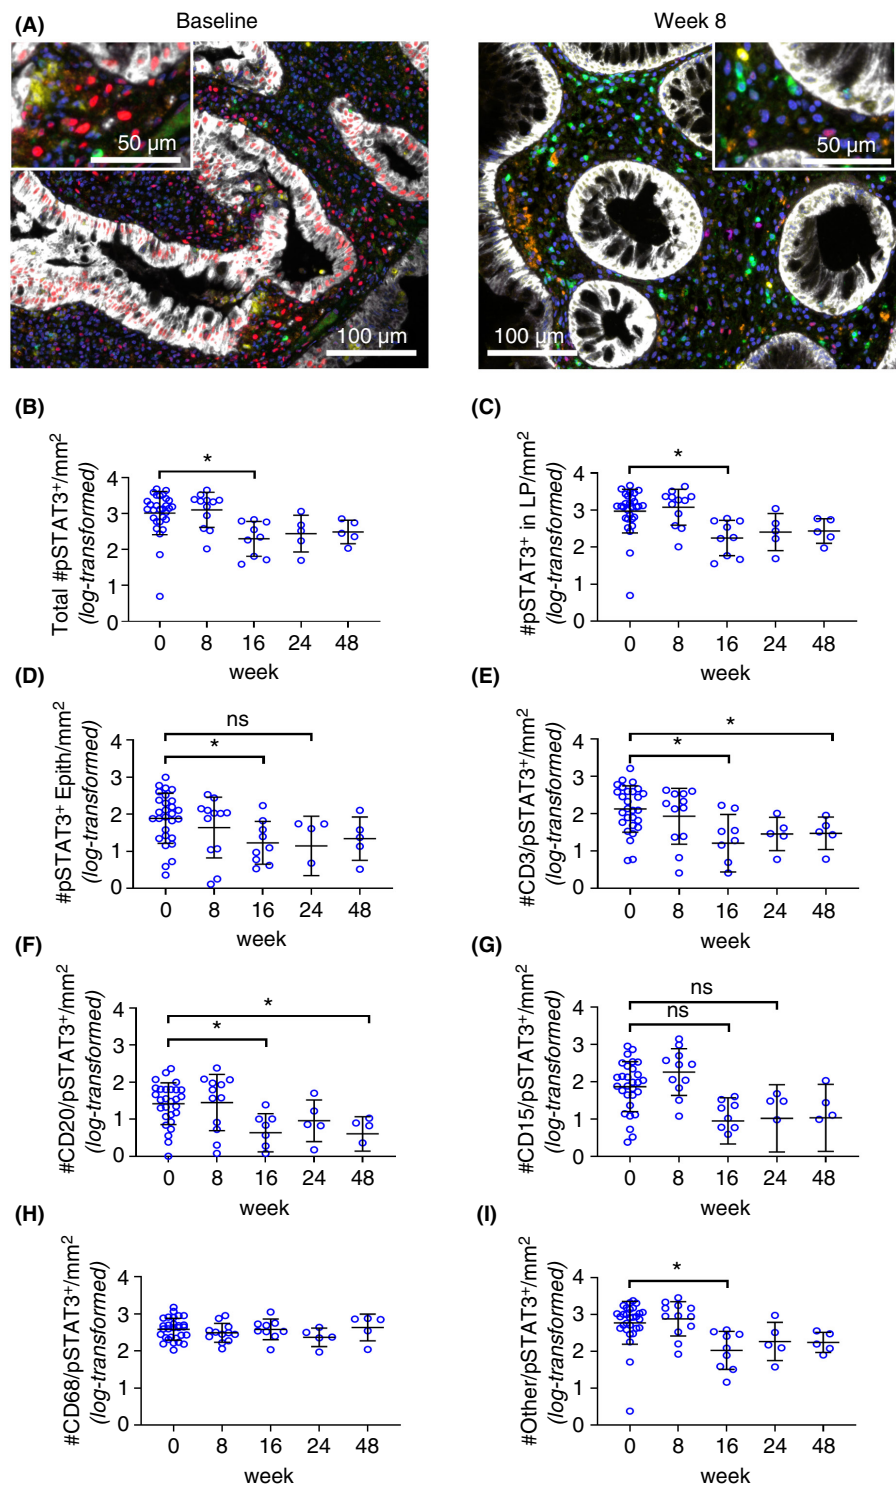 (A)
Baseline
Week 8
50 µm
100 µm
50 µm
100 µm
(B)
Total #pSTAT3⁺/mm²
(log-transformed)
4
3
2
1
0
*
0 8 16 24 48
week
(C)
#pSTAT3⁺ in LP/mm²
(log-transformed)
4
3
2
1
0
*
0 8 16 24 48
week
(D)
#pSTAT3⁺ Epith/mm²
(log-transformed)
4
3
2
1
0
ns
*
0 8 16 24 48
week
(E)
#CD3/pSTAT3⁺/mm²
(log-transformed)
4
3
2
1
0
*
*
0 8 16 24 48
week
(F)
#CD20/pSTAT3⁺/mm²
(log-transformed)
4
3
2
1
0
*
*
0 8 16 24 48
week
(G)
#CD15/pSTAT3⁺/mm²
(log-transformed)
4
3
2
1
0
ns
ns
0 8 16 24 48
week
(H)
#CD68/pSTAT3⁺/mm²
(log-transformed)
4
3
2
1
0
0 8 16 24 48
week
(I)
#Other/pSTAT3⁺/mm²
(log-transformed)
4
3
2
1
0
*
0 8 16 24 48
week